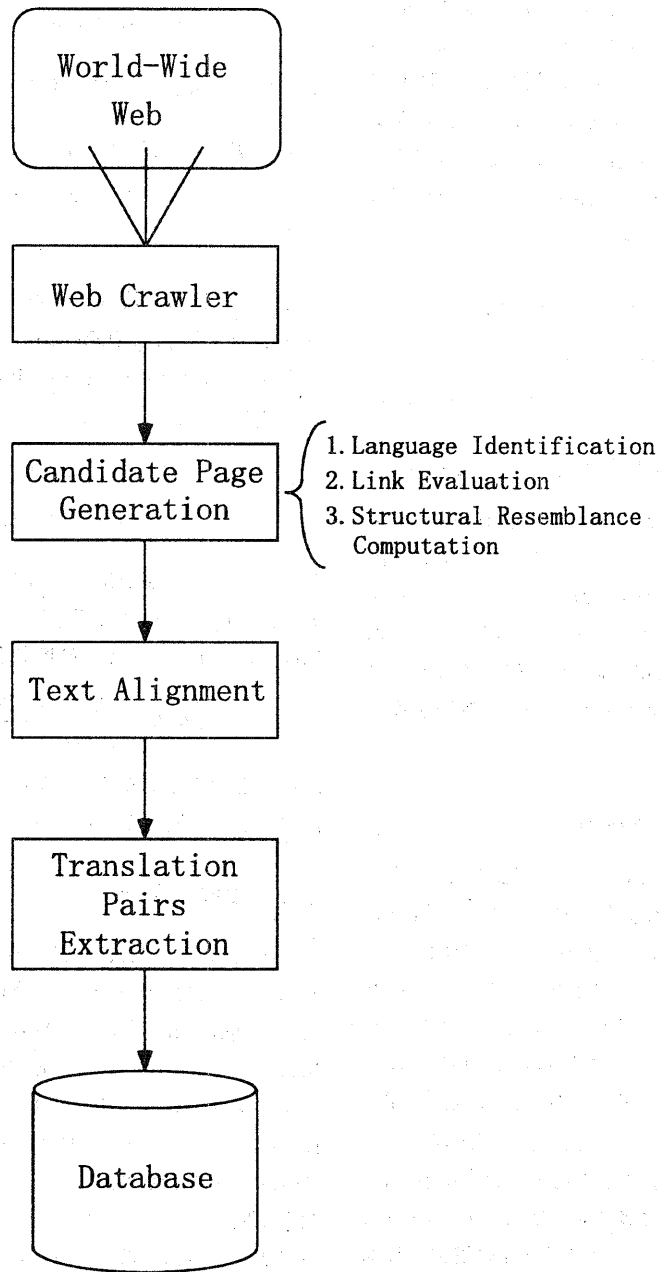 World-Wide
Web
Web Crawler
Candidate Page
Generation
1. Language Identification
2. Link Evaluation
3. Structural Resemblance
Computation
Text Alignment
Translation
Pairs
Extraction
Database